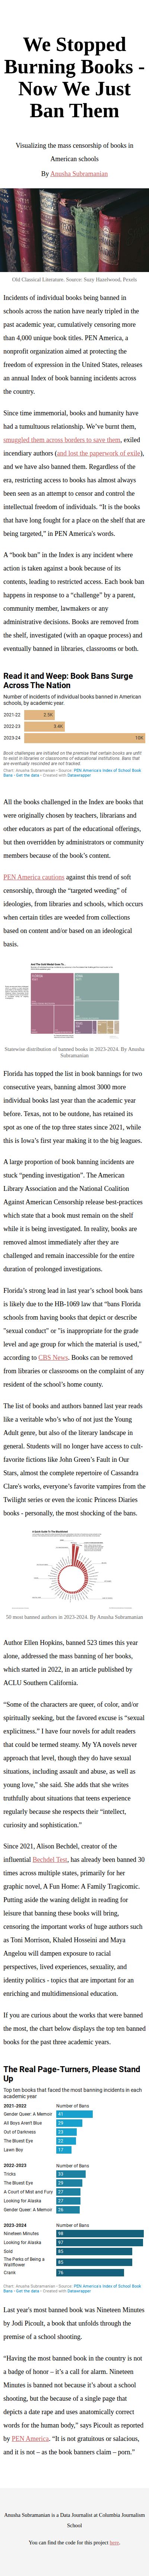 We Stopped
Burning Books -
Now We Just
Ban Them
Visualizing the mass censorship of books in
American schools
By Anusha Subramanian
Old Classical Literature. Source: Suzy Hazelwood, Pexels
Incidents of individual books being banned in
schools across the nation have nearly tripled in the
past academic year, cumulatively representing more
than 4,000 unique book titles. PEN America, a
nonprofit organization aimed at protecting the
freedom of expression in the United States, releases
an annual Index of book banning incidents across
the country.
Since time immemorial, books and humanity have
had a tumultuous relationship. We’ve burnt them,
smuggled them across borders to save them, exiled
incendiary authors (and lost the paperwork of exile),
and we have also banned them. Regardless of the
era, restricting access to books has almost always
been seen as an attempt to censor and control the
intellectual freedom of individuals. “It is the books
that have long fought for a place on the shelf that are
being targeted,” in PEN America's words.
A “book ban” in the Index is any incident where
action is taken against a book because of its
contents, leading to restricted access. Each book ban
happens in response to a “challenge” by a parent,
community member, lawmakers or any
administrative decisions. Books are removed from
the shelf, investigated (with an opaque process) and
eventually banned in libraries, classrooms or both.
Read it and Weep: Book Bans Surge
Across The Nation
Number of incidents of individual books banned in American
schools, by academic year.
2021-22 2.5K
2022-23 3.4K
2023-24 10K
Book challenges are initiated on the premise that certain books are unfit
to exist in libraries or classrooms in educational institutions. Bans that
are eventually rescinded are not tracked.
Chart: Anusha Subramanian • Source: PEN America's Index of School Book
Bans • Get the data • Created with Datawrapper
All the books challenged and eventually banned
were originally chosen by teachers, librarians and
other educators as part of the educational offerings,
but then overridden by administration or community
members because of the book’s content.
PEN America cautions against this trend of soft
censorship, through the “targeted weeding” of
ideologies, from libraries and schools, which occurs
when certain titles are weeded from collections
based on content and/or based on an ideological
basis.
Statewise distribution of banned books in 2023-2024. By Anusha
Subramanian
Florida has topped the list in book bannings for two
consecutive years, banning almost 3000 more
individual books last year than the academic year
before. Texas, not to be outdone, has retained its
spot as one of the top three states since 2021, while
this is Iowa’s first year making it to the big leagues.
A large proportion of book banning incidents are
stuck “pending investigation”. The American
Library Association and the National Coalition
Against American Censorship release best-practices
which state that a book must remain on the shelf
while it is being investigated. In reality, books are
removed almost immediately after they are
challenged and remain inaccessible for the entire
duration of prolonged investigations.
Florida’s strong lead in last year’s school book bans
is likely due to the HB-1069 law that “bans Florida
schools from having books that depict or describe
"sexual conduct" or "is inappropriate for the grade
level and age group for which the material is used,”
according to CBS News. Books can be removed
from libraries or classrooms on the complaint of any
resident of the school’s home county.
The list of books and authors banned last year reads
like a veritable who’s who of not just the Young
Adult genre, but also of the literary landscape in
general. Students will no longer have access to cult-
favorite fictions like John Green’s Fault in Our
Stars, almost the complete repertoire of Cassandra
Clare's works, everyone’s favorite vampires from the
Twilight series or even the iconic Princess Diaries
books - personally, the most shocking of the bans.
50 most banned authors in 2023-2024. By Anusha Subramanian
Author Ellen Hopkins, banned 523 times this year
alone, addressed the mass banning of her books,
which started in 2022, in an article published by
ACLU Southern California.
“Some of the characters are queer, of color, and/or
spiritually seeking, but the favored excuse is “sexual
explicitness.” I have four novels for adult readers
that could be termed steamy. My YA novels never
approach that level, though they do have sexual
situations, including assault and abuse, as well as
young love,” she said. She adds that she writes
truthfully about situations that teens experience
regularly because she respects their “intellect,
curiosity and sophistication.”
Since 2021, Alison Bechdel, creator of the
influential Bechdel Test, has already been banned 30
times across multiple states, primarily for her
graphic novel, A Fun Home: A Family Tragicomic.
Putting aside the waning delight in reading for
leisure that banning these books will bring,
censoring the important works of huge authors such
as Toni Morrison, Khaled Hosseini and Maya
Angelou will dampen exposure to racial
perspectives, lived experiences, sexuality, and
identity politics - topics that are important for an
enriching and multidimensional education.
If you are curious about the works that were banned
the most, the chart below displays the top ten banned
books for the past three academic years.
The Real Page-Turners, Please Stand
Up
Top ten books that faced the most banning incidents in each
academic year
2021-2022 Number of Bans
Gender Queer: A Memoir 41
All Boys Aren't Blue 29
Out of Darkness 23
The Bluest Eye 22
Lawn Boy 17
2022-2023 Number of Bans
Tricks 33
The Bluest Eye 29
A Court of Mist and Fury 27
Looking for Alaska 27
Gender Queer: A Memoir 26
2023-2024 Number of Bans
Nineteen Minutes 98
Looking for Alaska 97
Sold 85
The Perks of Being a
Wallflower 85
Crank 76
Chart: Anusha Subramanian • Source: PEN America's Index of School Book
Bans • Get the data • Created with Datawrapper
Last year's most banned book was Nineteen Minutes
by Jodi Picoult, a book that unfolds through the
premise of a school shooting.
“Having the most banned book in the country is not
a badge of honor – it’s a call for alarm. Nineteen
Minutes is banned not because it’s about a school
shooting, but because of a single page that
depicts a date rape and uses anatomically correct
words for the human body,” says Picoult as reported
by PEN America. “It is not gratuitous or salacious,
and it is not – as the book banners claim – porn.”
Anusha Subramanian is a Data Journalist at Columbia Journalism
School
You can find the code for this project here.